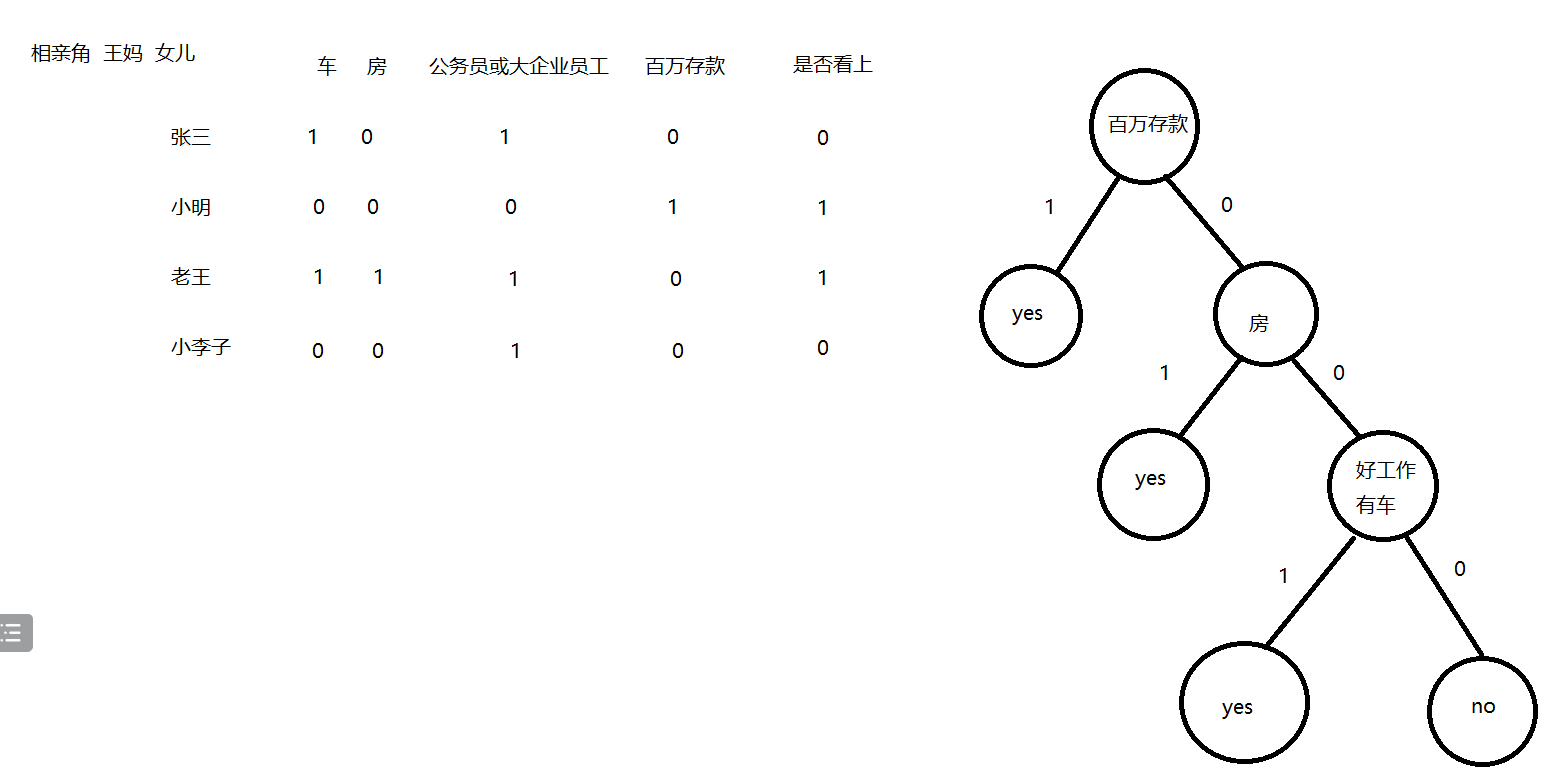 相亲角 王妈 女儿
车 房 公务员或大企业员工 百万存款 是否看上
张三 1 0 1 0 0
小明 0 0 0 1 1
老王 1 1 1 0 1
小李子 0 0 1 0 0
百万存款
1 0
yes
房
1 0
yes
好工作
有车
1 0
yes
no